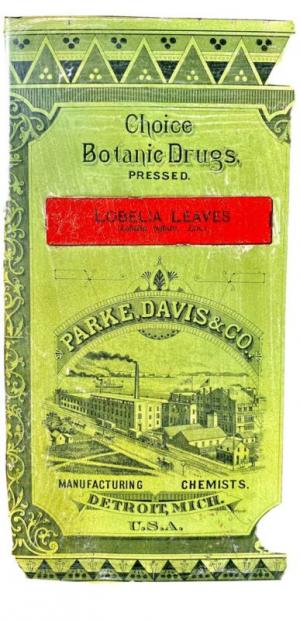 Choice
Botanic Drugs,
PRESSED.
LOBELIA LEAVES
PARKE, DAVIS & CO.
MANUFACTURING CHEMISTS.
DETROIT, MICH.
U.S.A.